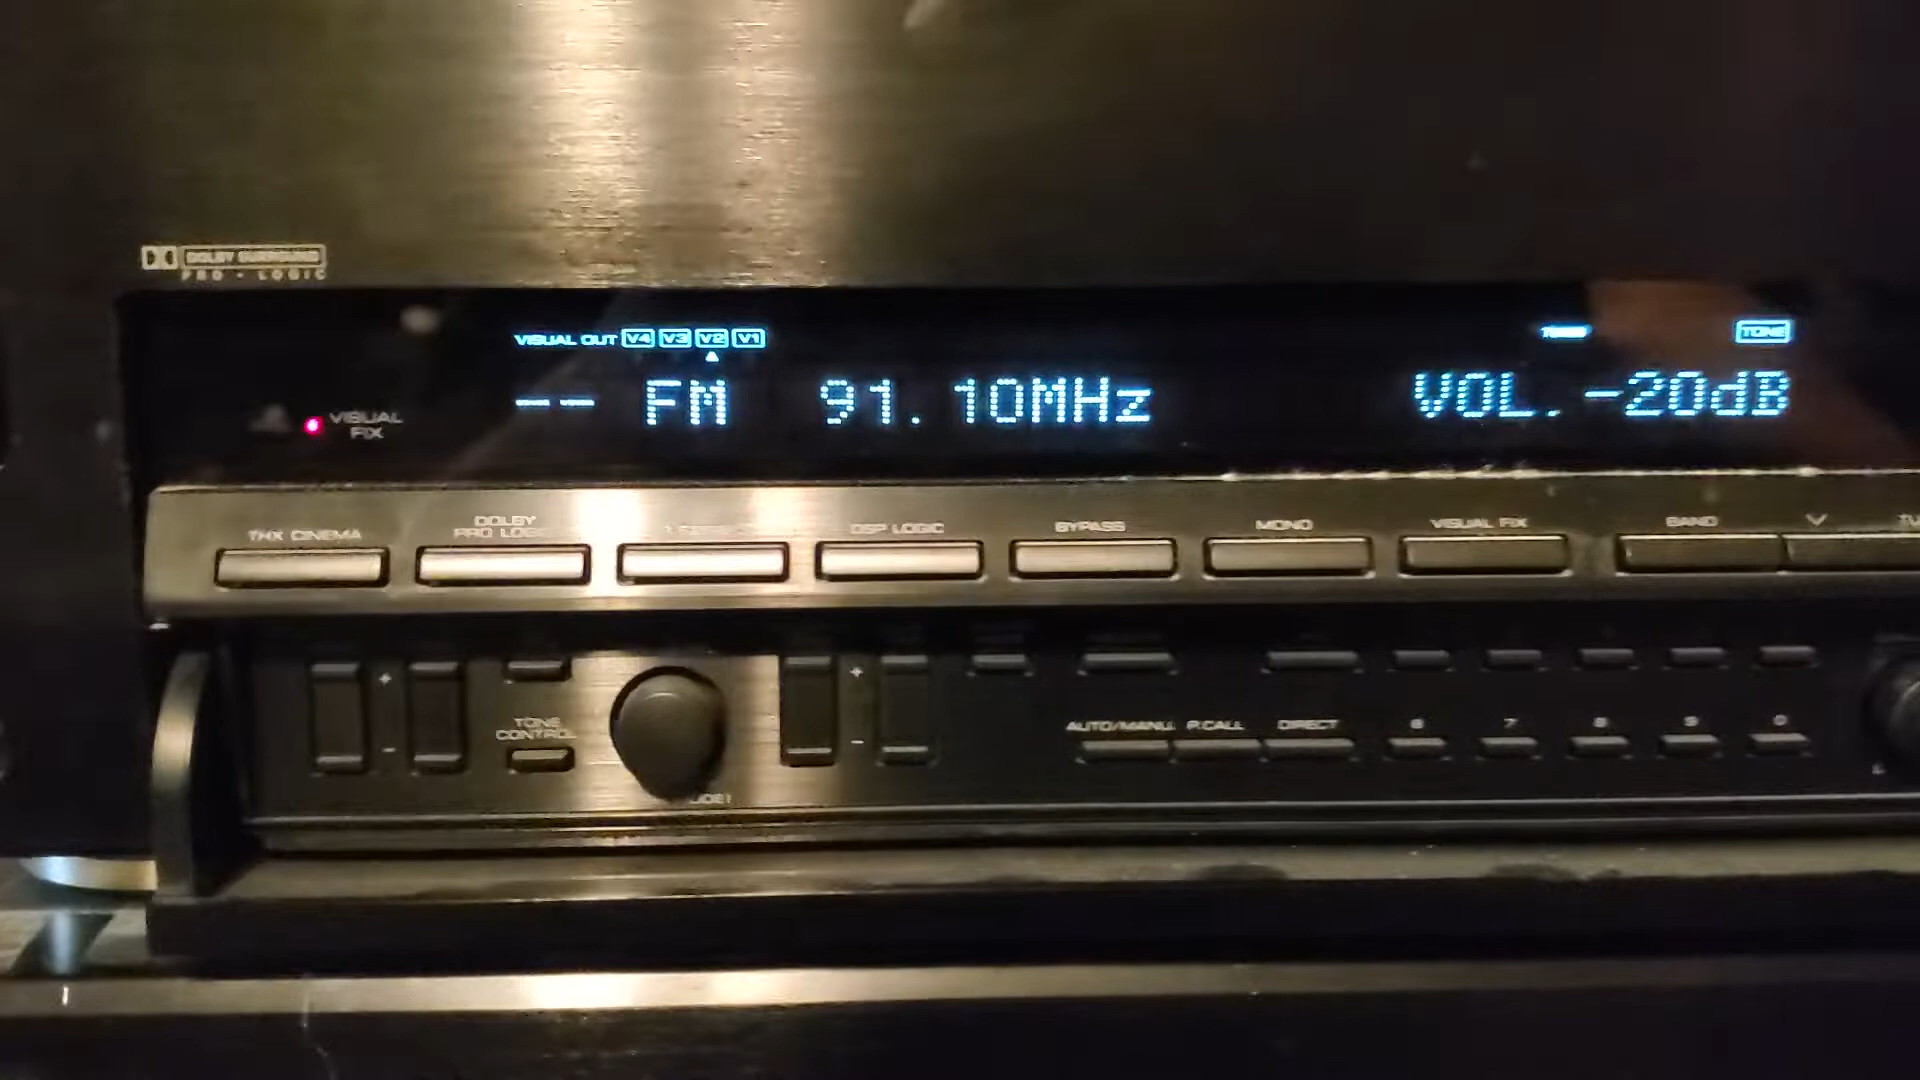 DOLBY SURROUND
PRO • LOGIC
VISUAL OUT V4 V3 V2 V1
TUNED
TONE
-- FM 91.10MHz
VOL. -20dB
VISUAL
FIX
THX CINEMA
DOLBY
PRO LOGIC
DSP LOGIC
BYPASS
MONO
VISUAL FIX
BAND
TONE
CONTROL
+
-
+
-
AUTO/MANU.
P.CALL
DIRECT
6
7
8
9
0